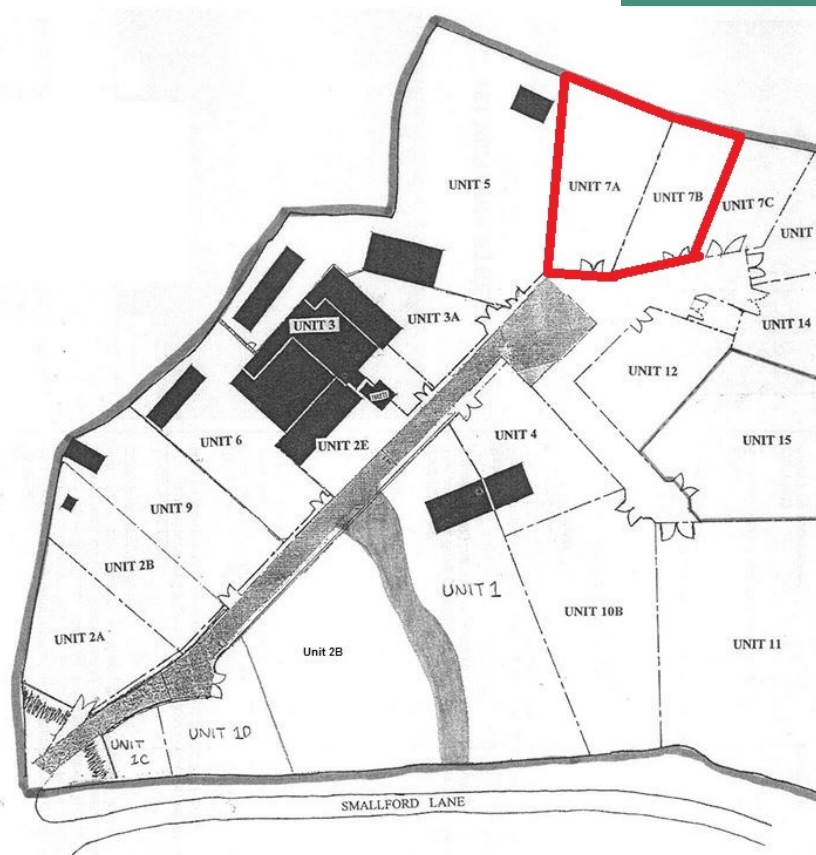 UNIT 5
UNIT 7A
UNIT 7B
UNIT 7C
UNIT
UNIT 3
UNIT 3A
UNIT 14
UNIT 12
UNIT 6
UNIT 2E
UNIT 4
UNIT 15
UNIT 9
UNIT 2B
UNIT 1
UNIT 10B
UNIT 2A
Unit 2B
UNIT 11
UNIT 1D
UNIT
1C
SMALLFORD LANE